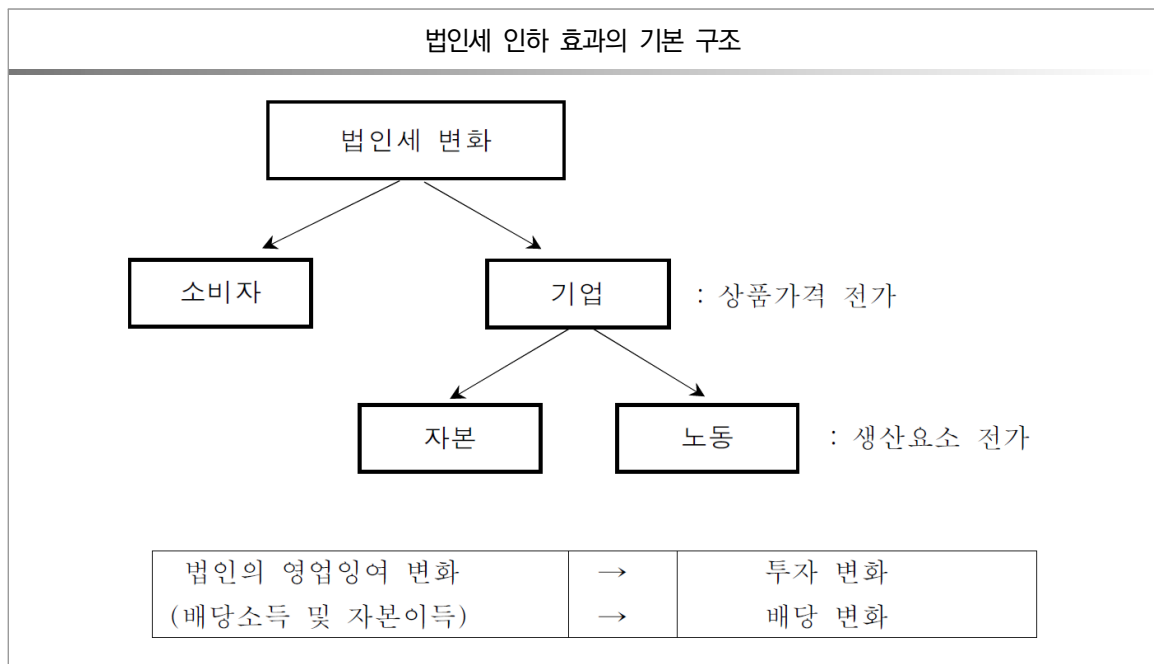 법인세 인하 효과의 기본 구조
법인세 변화
소비자
기업
: 상품가격 전가
자본
노동
: 생산요소 전가
법인의 영업잉여 변화 → 투자 변화
(배당소득 및 자본이득) → 배당 변화